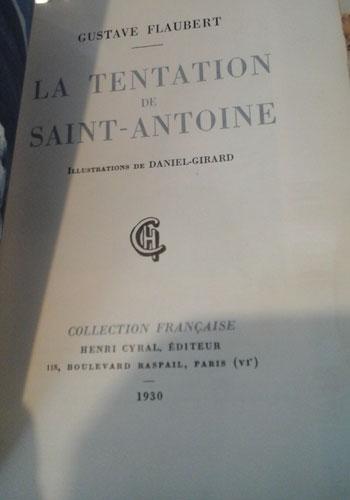 GUSTAVE FLAUBERT
LA TENTATION
DE
SAINT-ANTOINE
ILLUSTRATIONS DE DANIEL-GIRARD
COLLECTION FRANÇAISE
HENRI CYRAL, ÉDITEUR
118, BOULEVARD RASPAIL, PARIS (VIᵉ)
1930